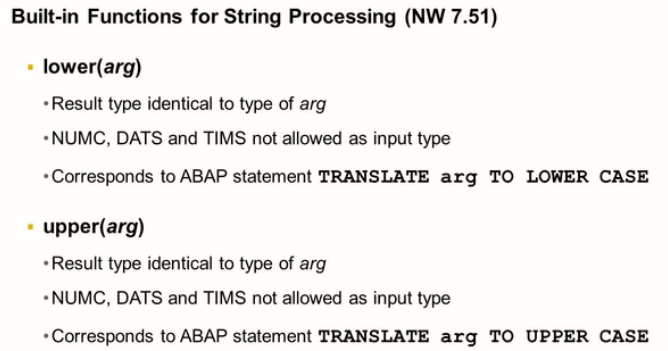 Built-in Functions for String Processing (NW 7.51)
▪ lower(arg)
•Result type identical to type of arg
•NUMC, DATS and TIMS not allowed as input type
•Corresponds to ABAP statement TRANSLATE arg TO LOWER CASE
▪ upper(arg)
•Result type identical to type of arg
•NUMC, DATS and TIMS not allowed as input type
•Corresponds to ABAP statement TRANSLATE arg TO UPPER CASE